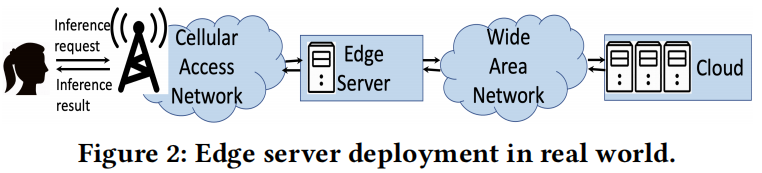 Inference
request
Inference
result
Cellular
Access
Network
Edge
Server
Wide
Area
Network
Cloud
Figure 2: Edge server deployment in real world.